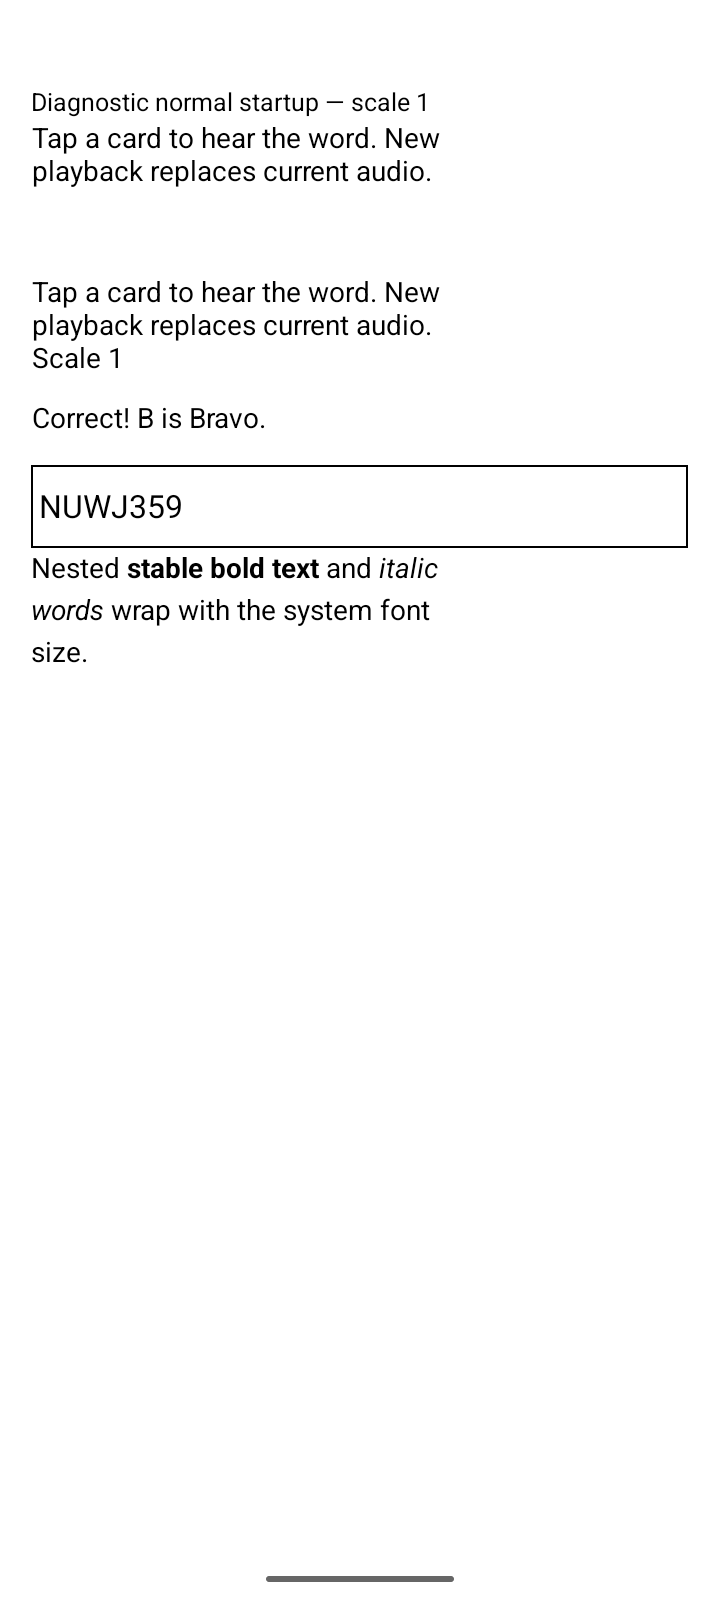 Diagnostic normal startup — scale 1
Tap a card to hear the word. New
playback replaces current audio.
Tap a card to hear the word. New
playback replaces current audio.
Scale 1
Correct! B is Bravo.
NUWJ359
Nested stable bold text and italic
words wrap with the system font
size.